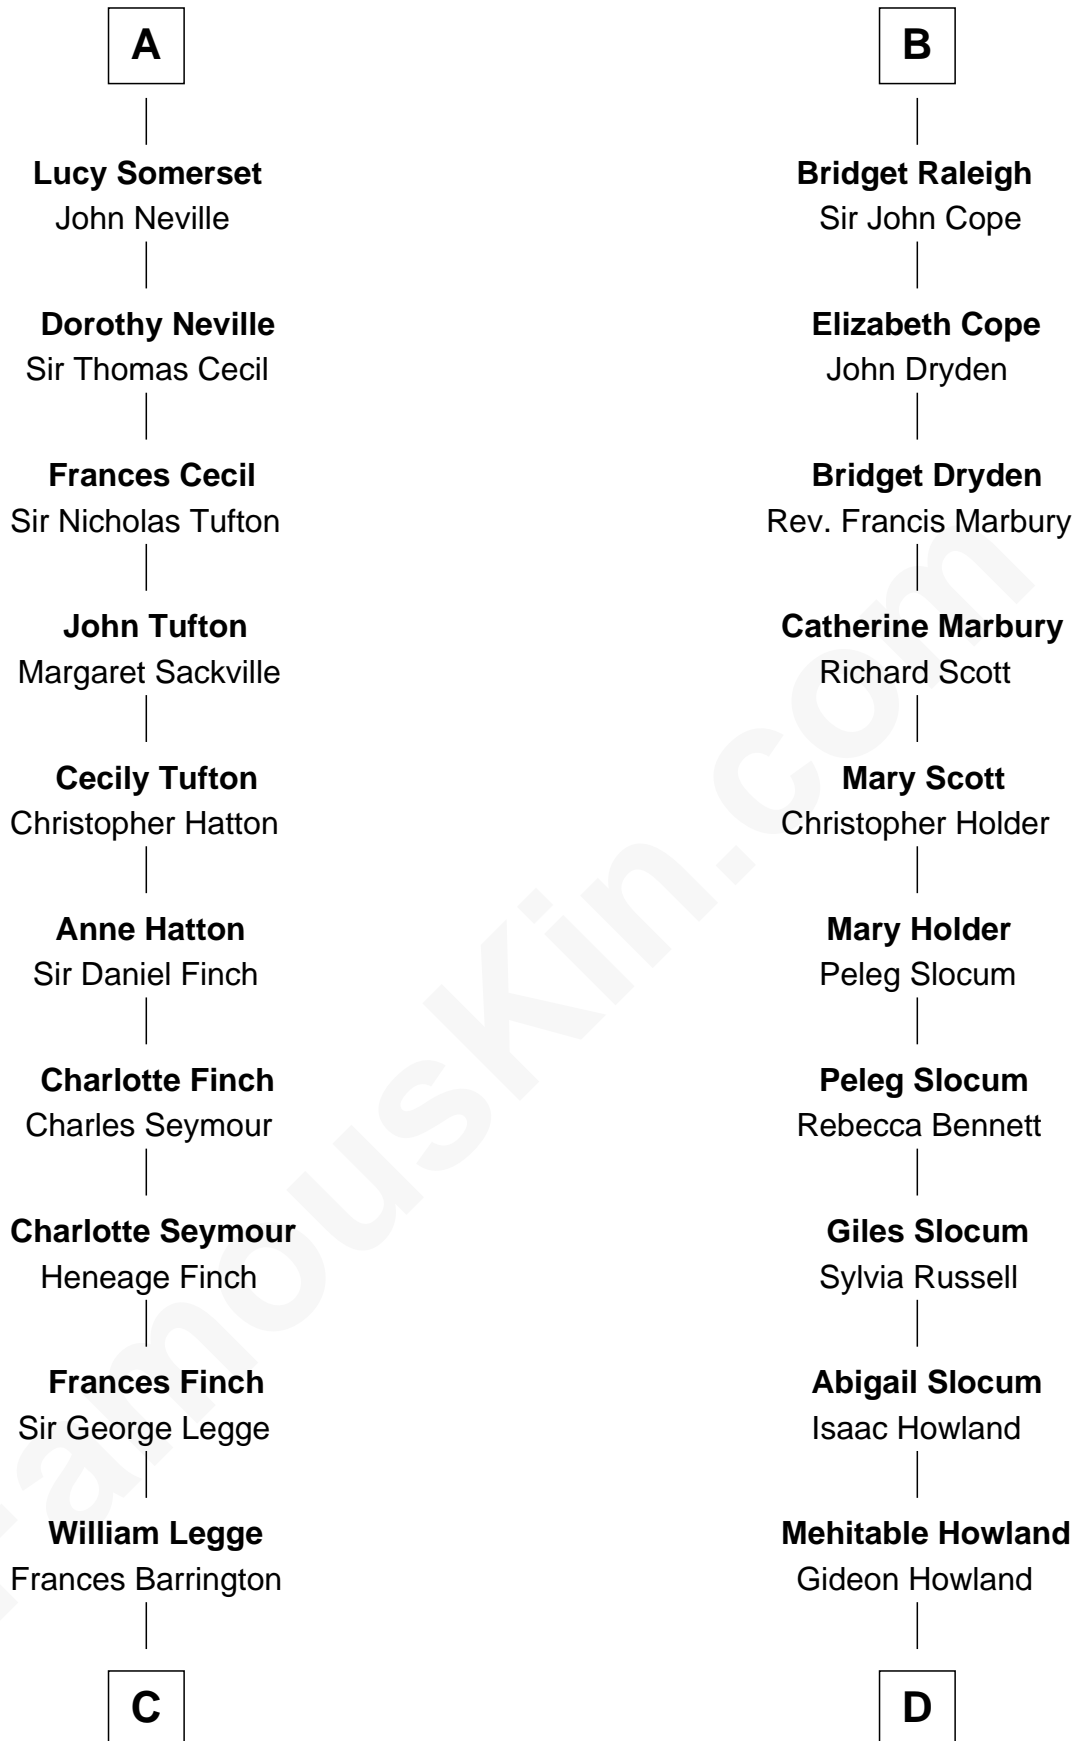 A
Lucy Somerset
John Neville
Dorothy Neville
Sir Thomas Cecil
Frances Cecil
Sir Nicholas Tufton
John Tufton
Margaret Sackville
Cecily Tufton
Christopher Hatton
Anne Hatton
Sir Daniel Finch
Charlotte Finch
Charles Seymour
Charlotte Seymour
Heneage Finch
Frances Finch
Sir George Legge
William Legge
Frances Barrington
C
B
Bridget Raleigh
Sir John Cope
Elizabeth Cope
John Dryden
Bridget Dryden
Rev. Francis Marbury
Catherine Marbury
Richard Scott
Mary Scott
Christopher Holder
Mary Holder
Peleg Slocum
Peleg Slocum
Rebecca Bennett
Giles Slocum
Sylvia Russell
Abigail Slocum
Isaac Howland
Mehitable Howland
Gideon Howland
D
FamousKin.com